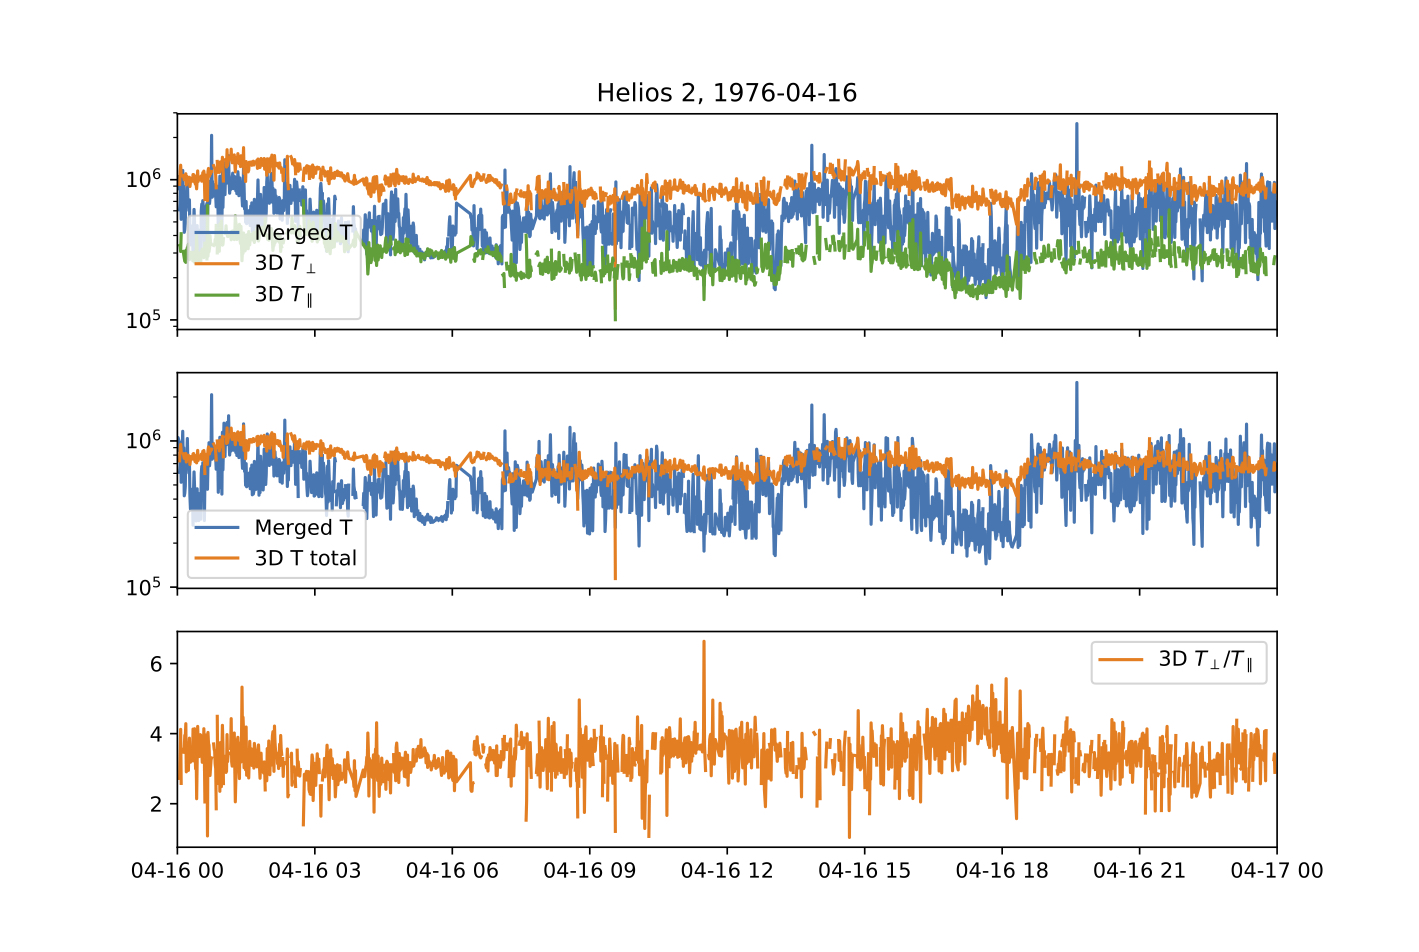 Helios 2, 1976-04-16
10⁶
10⁵
Merged T
3D T⊥
3D T∥
10⁶
10⁵
Merged T
3D T total
6
4
2
3D T⊥/T∥
04-16 00 04-16 03 04-16 06 04-16 09 04-16 12 04-16 15 04-16 18 04-16 21 04-17 00